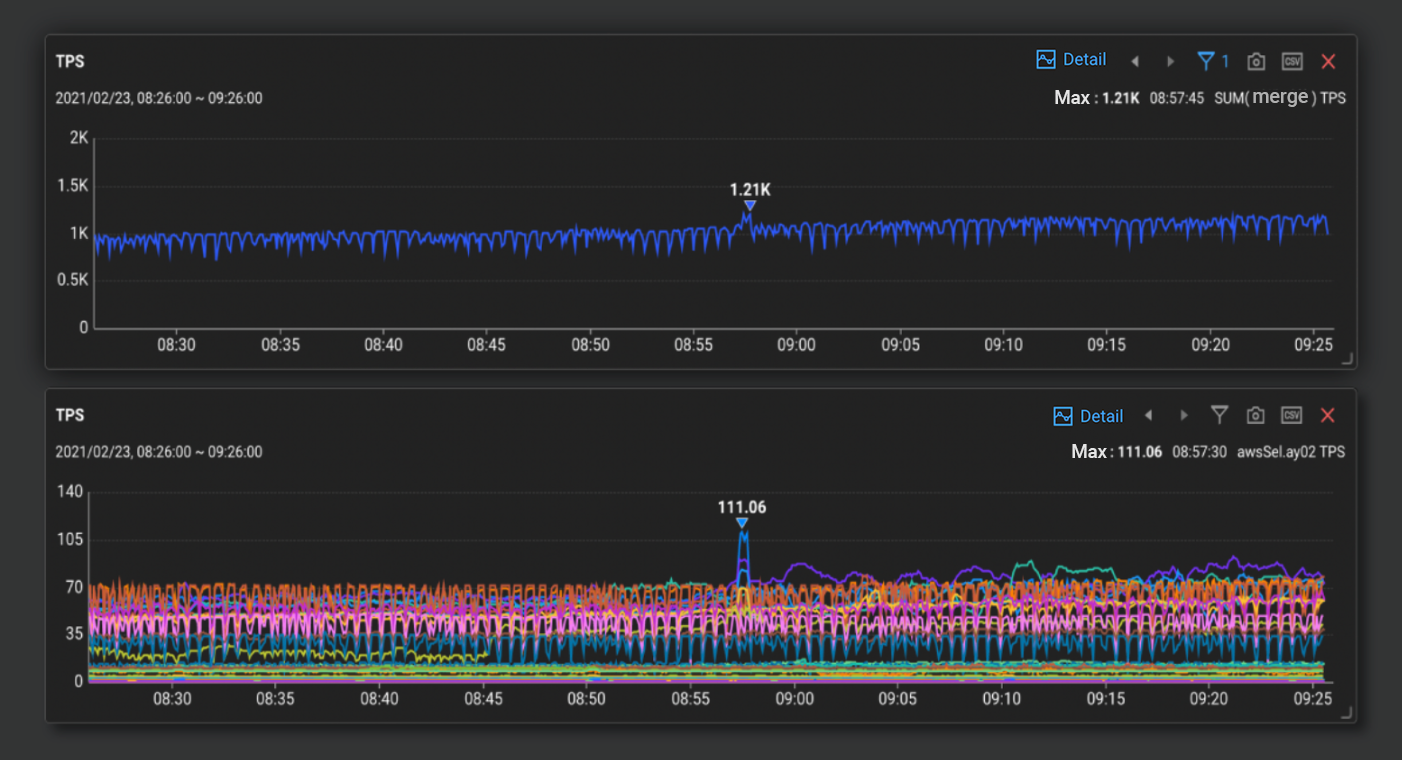 TPS
Detail
1
CSV
2021/02/23, 08:26:00 ~ 09:26:00
Max : 1.21K 08:57:45 SUM( merge ) TPS
2K
1.5K
1.21K
1K
0.5K
0
08:30 08:35 08:40 08:45 08:50 08:55 09:00 09:05 09:10 09:15 09:20 09:25
TPS
Detail
CSV
2021/02/23, 08:26:00 ~ 09:26:00
Max : 111.06 08:57:30 awsSel.ay02 TPS
140
111.06
105
70
35
0
08:30 08:35 08:40 08:45 08:50 08:55 09:00 09:05 09:10 09:15 09:20 09:25